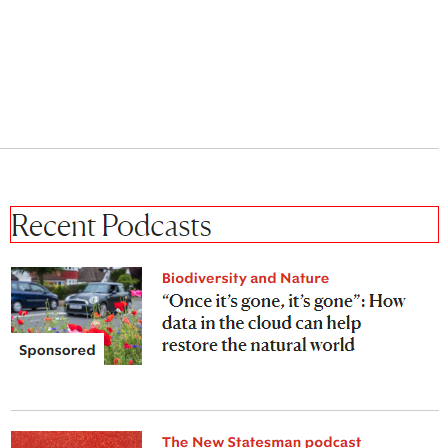 Recent Podcasts
Biodiversity and Nature
“Once it’s gone, it’s gone”: How
data in the cloud can help
restore the natural world
Sponsored
The New Statesman podcast